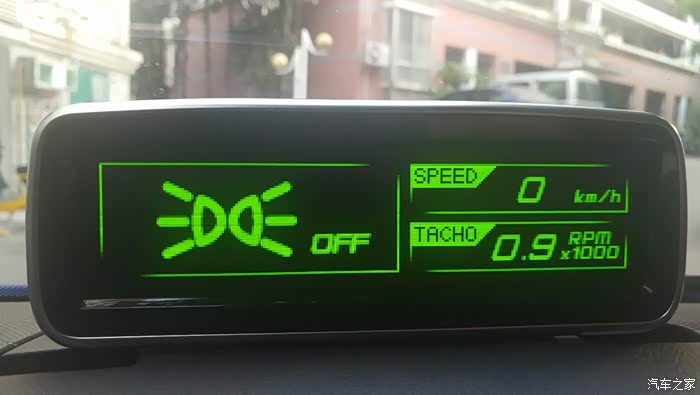 OFF
SPEED 0 km/h
TACHO 0.9 RPM x1000
汽车之家